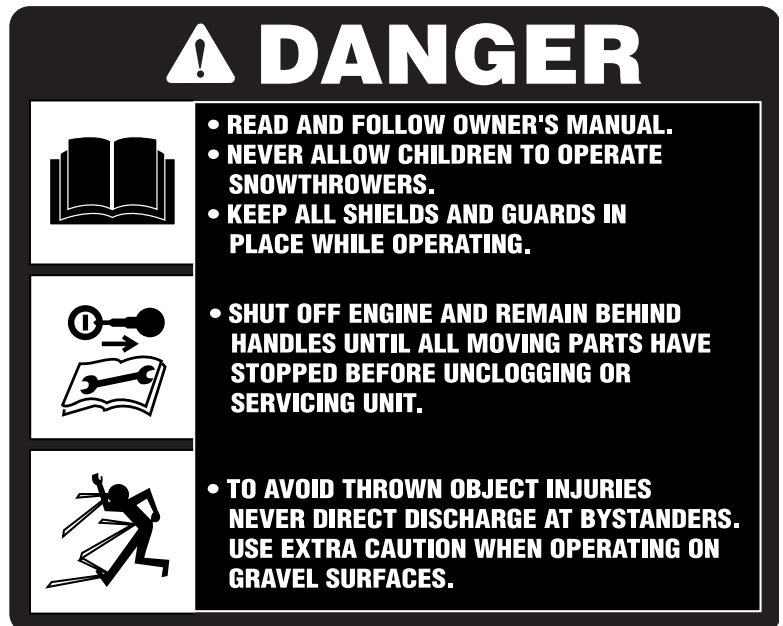 DANGER
• READ AND FOLLOW OWNER'S MANUAL.
• NEVER ALLOW CHILDREN TO OPERATE
SNOWTHROWERS.
• KEEP ALL SHIELDS AND GUARDS IN
PLACE WHILE OPERATING.
• SHUT OFF ENGINE AND REMAIN BEHIND
HANDLES UNTIL ALL MOVING PARTS HAVE
STOPPED BEFORE UNCLOGGING OR
SERVICING UNIT.
• TO AVOID THROWN OBJECT INJURIES
NEVER DIRECT DISCHARGE AT BYSTANDERS.
USE EXTRA CAUTION WHEN OPERATING ON
GRAVEL SURFACES.